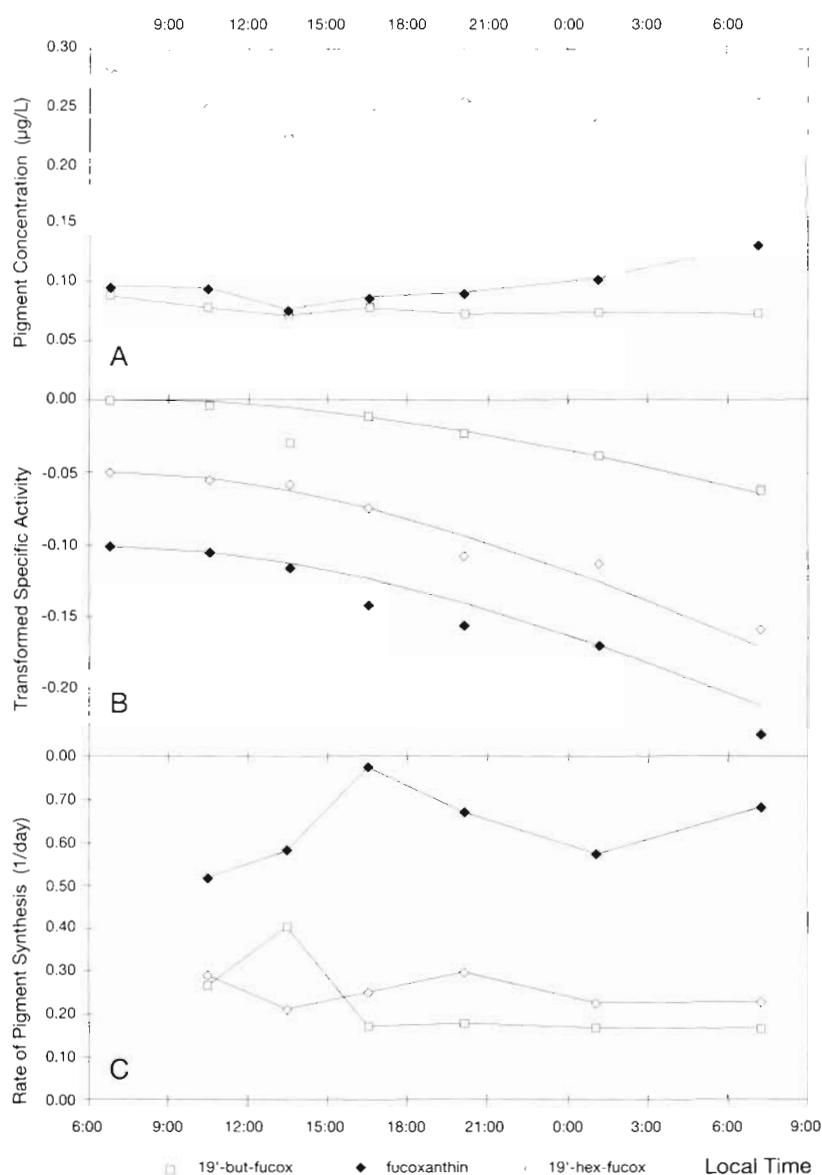 9:00 12:00 15:00 18:00 21:00 0:00 3:00 6:00
Pigment Concentration (µg/L)
0.30
0.25
0.20
0.15
0.10
0.05
A
0.00
Transformed Specific Activity
-0.05
-0.10
-0.15
-0.20
B
0.00
Rate of Pigment Synthesis (1/day)
0.70
0.60
0.50
0.40
0.30
0.20
0.10
C
0.00
6:00 9:00 12:00 15:00 18:00 21:00 0:00 3:00 6:00 9:00
19'-but-fucox fucoxanthin 19'-hex-fucox Local Time